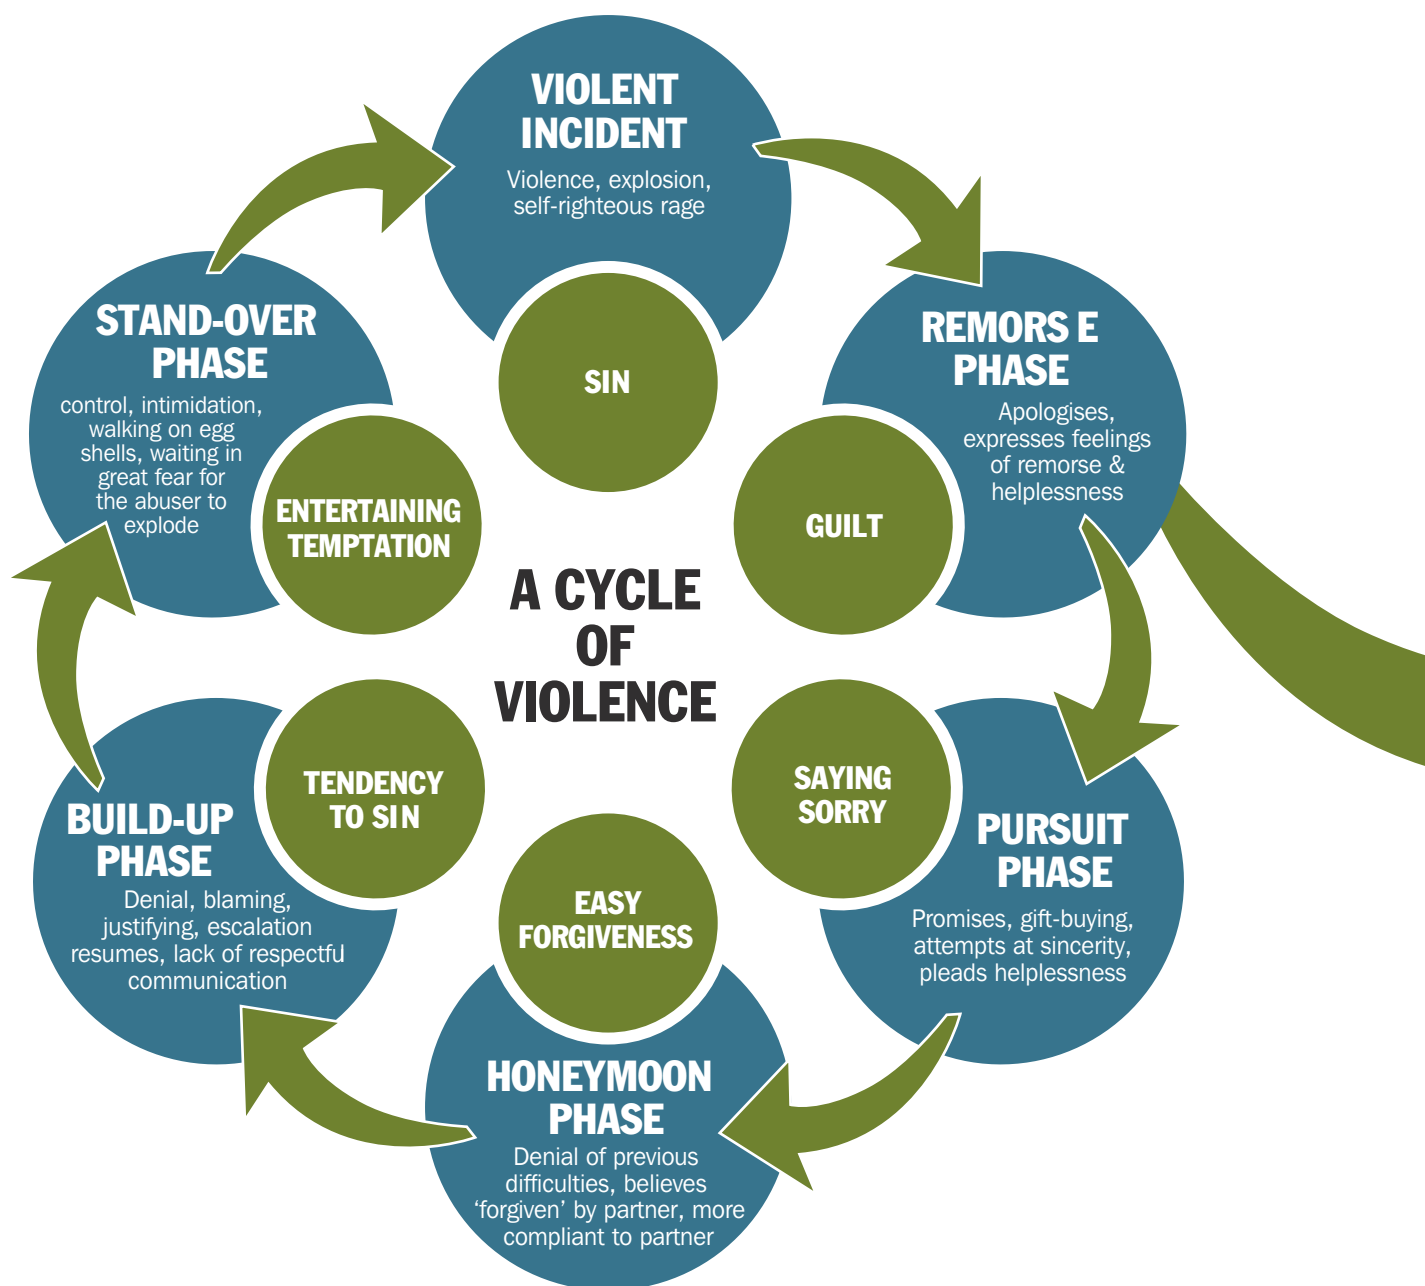 VIOLENT
INCIDENT
Violence, explosion,
self-righteous rage
SIN
REMORS E
PHASE
Apologises,
expresses feelings
of remorse &
helplessness
GUILT
PURSUIT
PHASE
Promises, gift-buying,
attempts at sincerity,
pleads helplessness
SAYING
SORRY
HONEYMOON
PHASE
Denial of previous
difficulties, believes
‘forgiven’ by partner, more
compliant to partner
EASY
FORGIVENESS
BUILD-UP
PHASE
Denial, blaming,
justifying, escalation
resumes, lack of respectful
communication
TENDENCY
TO SIN
STAND-OVER
PHASE
control, intimidation,
walking on egg
shells, waiting in
great fear for
the abuser to
explode
ENTERTAINING
TEMPTATION
A CYCLE
OF
VIOLENCE